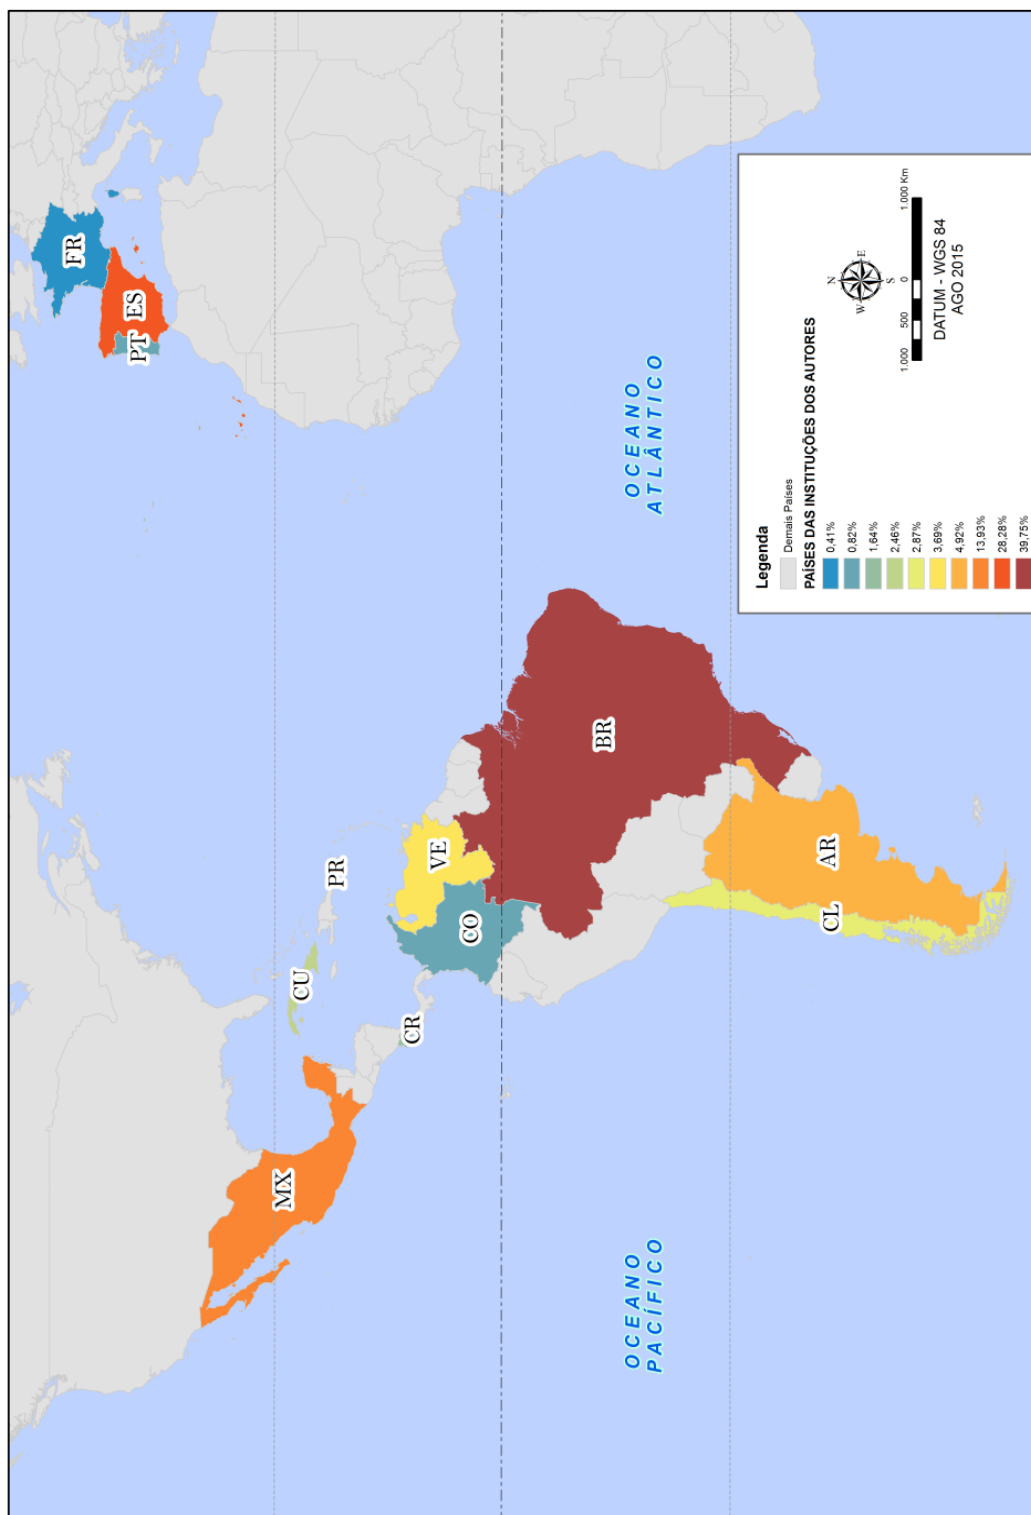 FR
PT
ES
MX
CU
PR
CR
VE
CO
BR
CL
AR
OCEANO
ATLÂNTICO
OCEANO
PACÍFICO
Legenda
Demais Países
PAÍSES DAS INSTITUÇÕES DOS AUTORES
0,41%
0,82%
1,64%
2,46%
2,87%
3,69%
4,92%
13,93%
28,28%
39,75%
N
W
E
S
1.000
500
0
1.000 Km
DATUM - WGS 84
AGO 2015